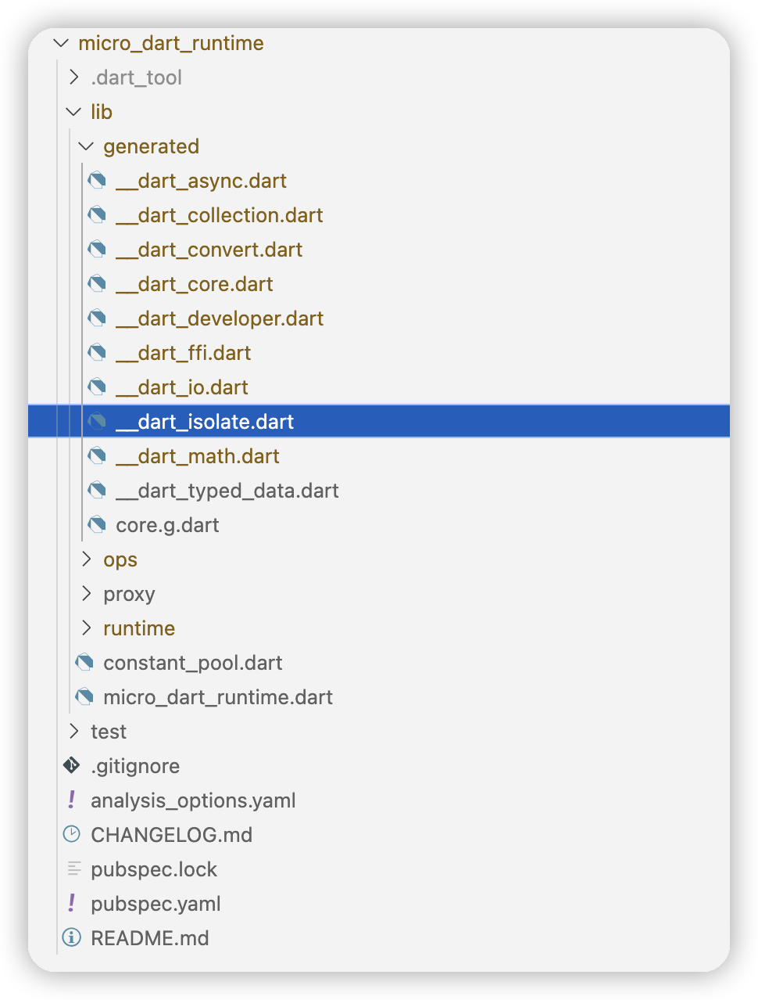 micro_dart_runtime
.dart_tool
lib
generated
__dart_async.dart
__dart_collection.dart
__dart_convert.dart
__dart_core.dart
__dart_developer.dart
__dart_ffi.dart
__dart_io.dart
__dart_isolate.dart
__dart_math.dart
__dart_typed_data.dart
core.g.dart
ops
proxy
runtime
constant_pool.dart
micro_dart_runtime.dart
test
.gitignore
analysis_options.yaml
CHANGELOG.md
pubspec.lock
pubspec.yaml
README.md